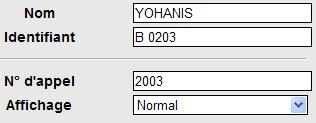 Nom YOHANIS
Identifiant B 0203
N° d'appel 2003
Affichage Normal